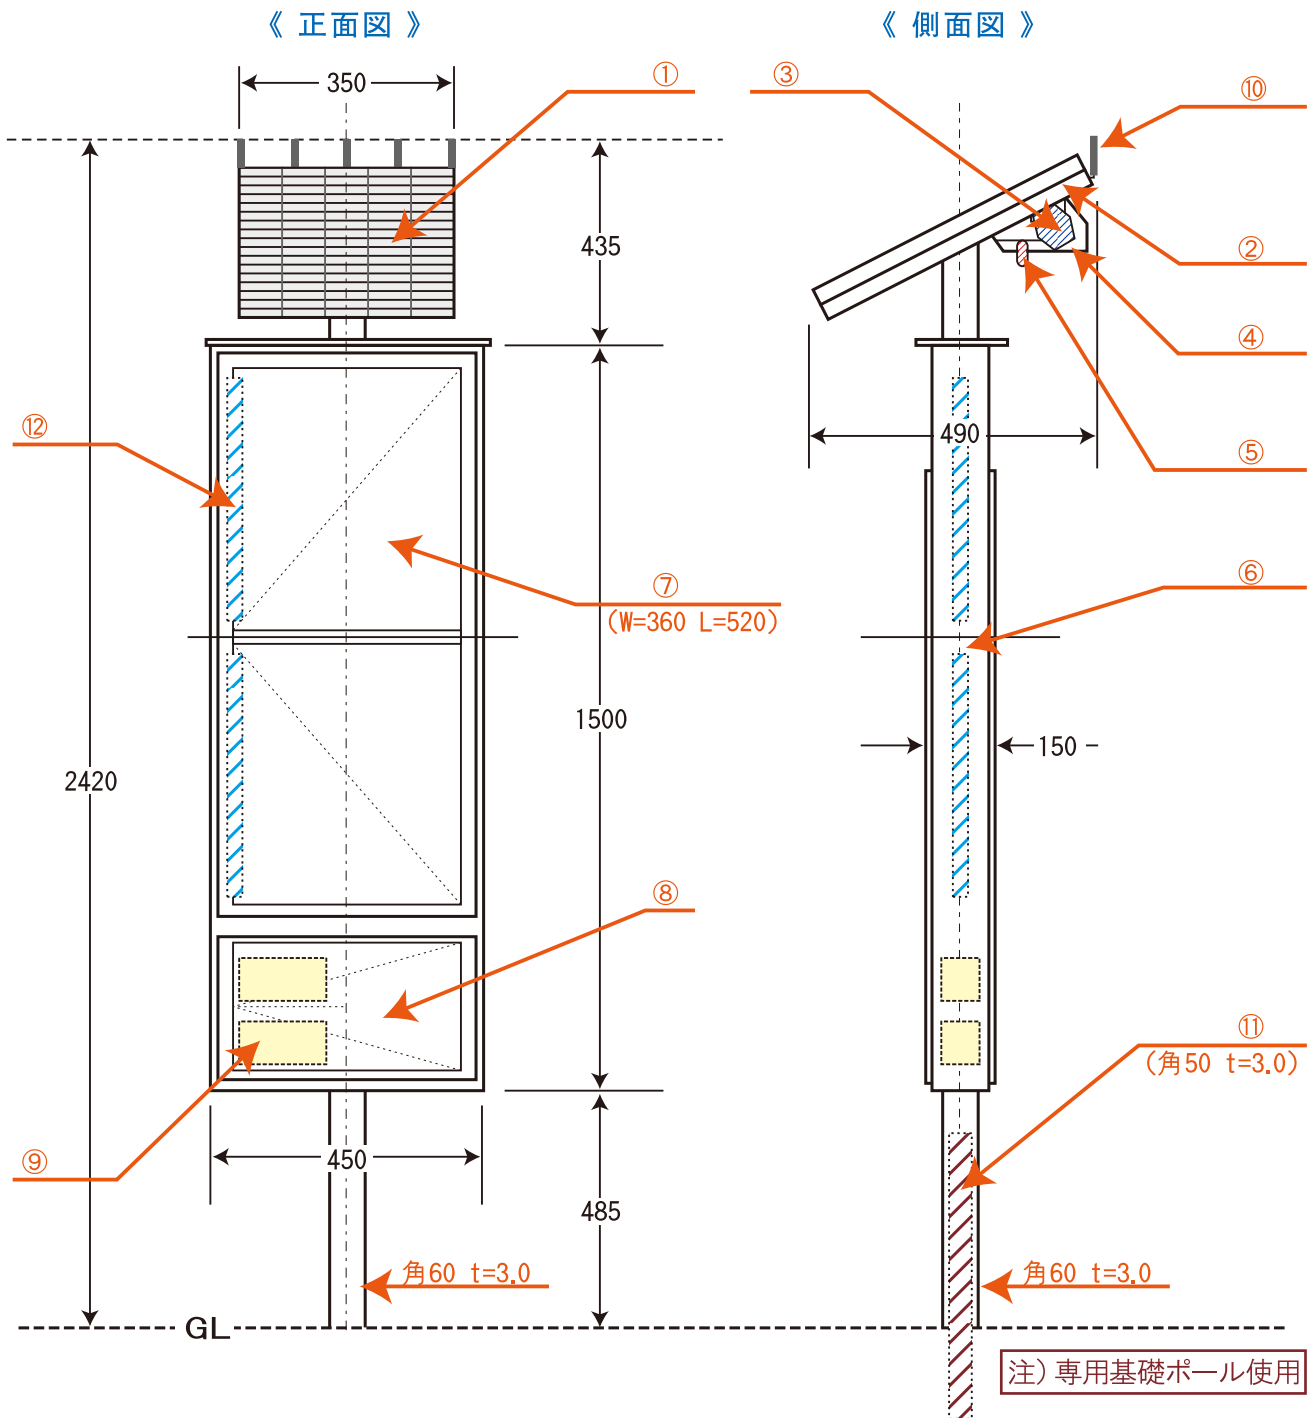 《 正面図 》
《 側面図 》
350
①
③
⑩
435
②
④
⑫
490
⑤
⑦
(W=360 L=520)
⑥
1500
150
2420
⑧
⑪
(角50 t=3.0)
⑨
450
485
角60 t=3.0
角60 t=3.0
GL
注）専用基礎ポール使用